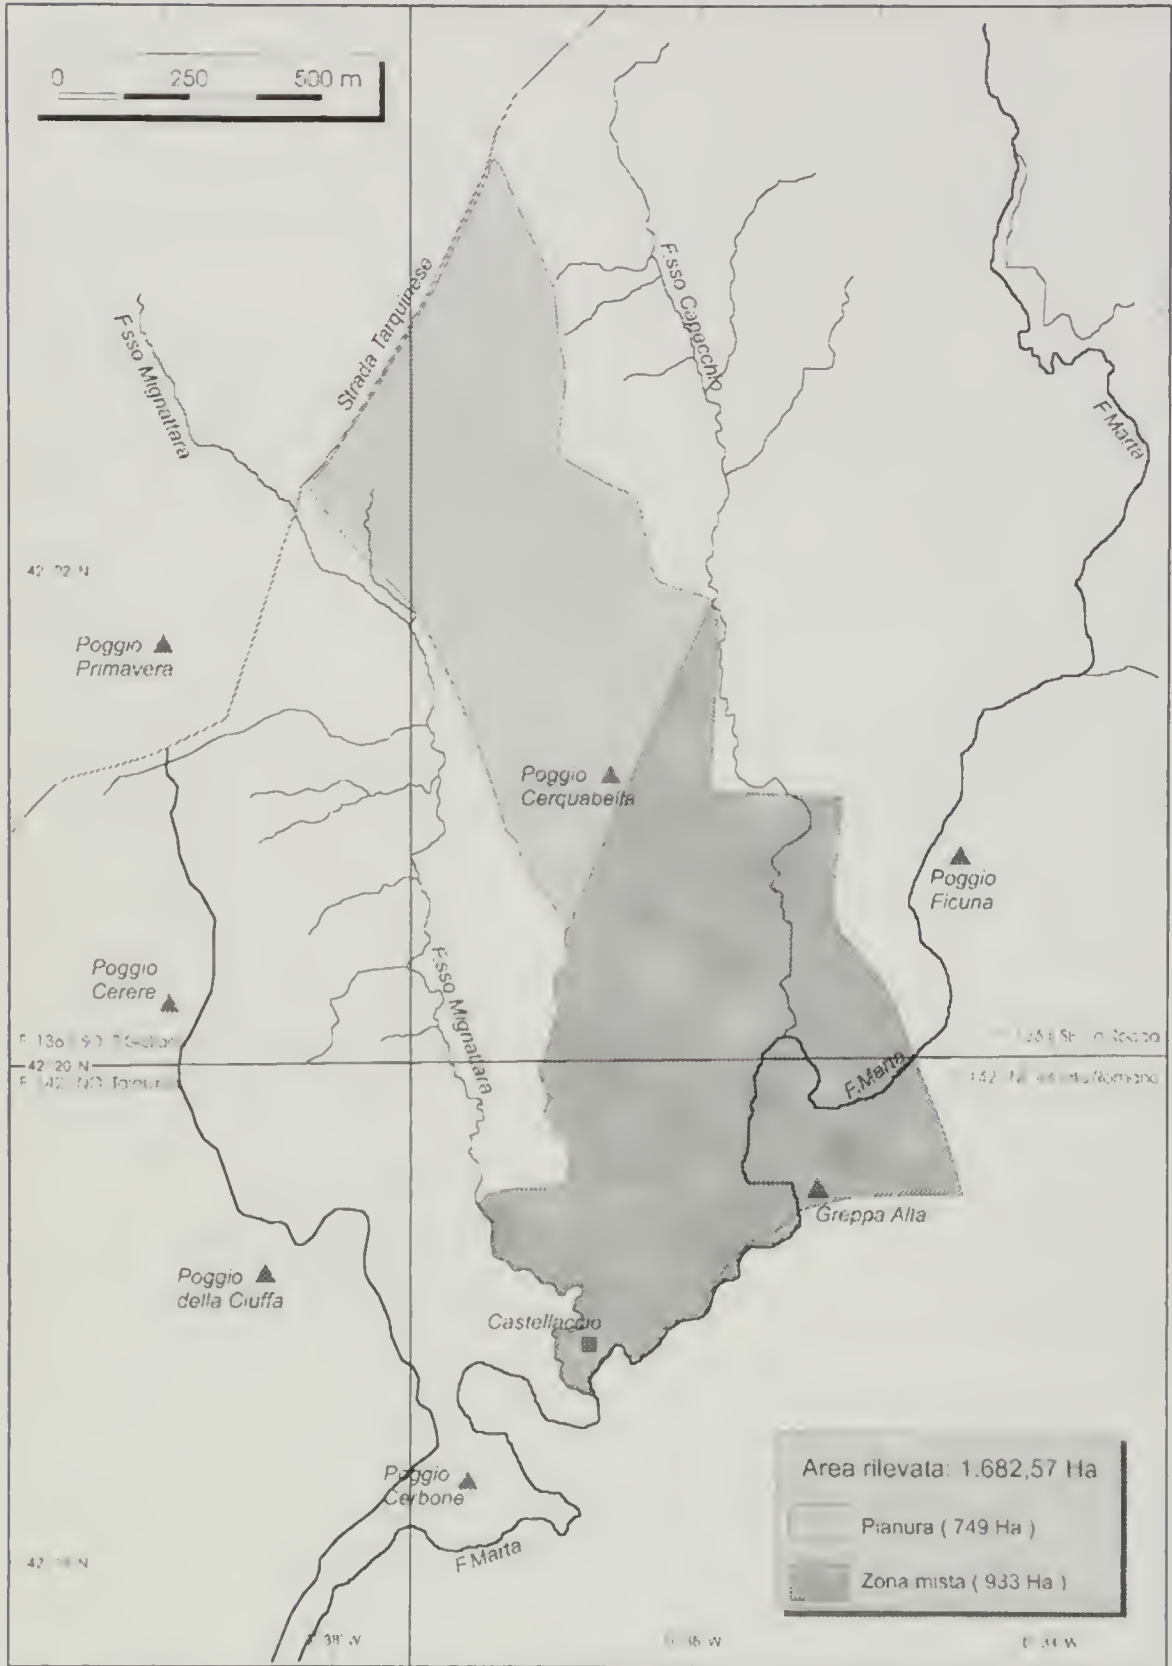 0 250 500 m
F.sso Mignattara
Strada Tarquinese
F.sso Capecchio
F.Marta
Poggio
Primavera
Poggio
Cerquabella
Poggio
Ficuna
Poggio
Cerere
F.sso Mignattara
42 20 N
F.Marta
Greppa Alta
Poggio
della Ciuffa
Castellaccio
Poggio
Cerbone
F.Marta
Area rilevata: 1.682,57 Ha
Pianura ( 749 Ha )
Zona mista ( 933 Ha )